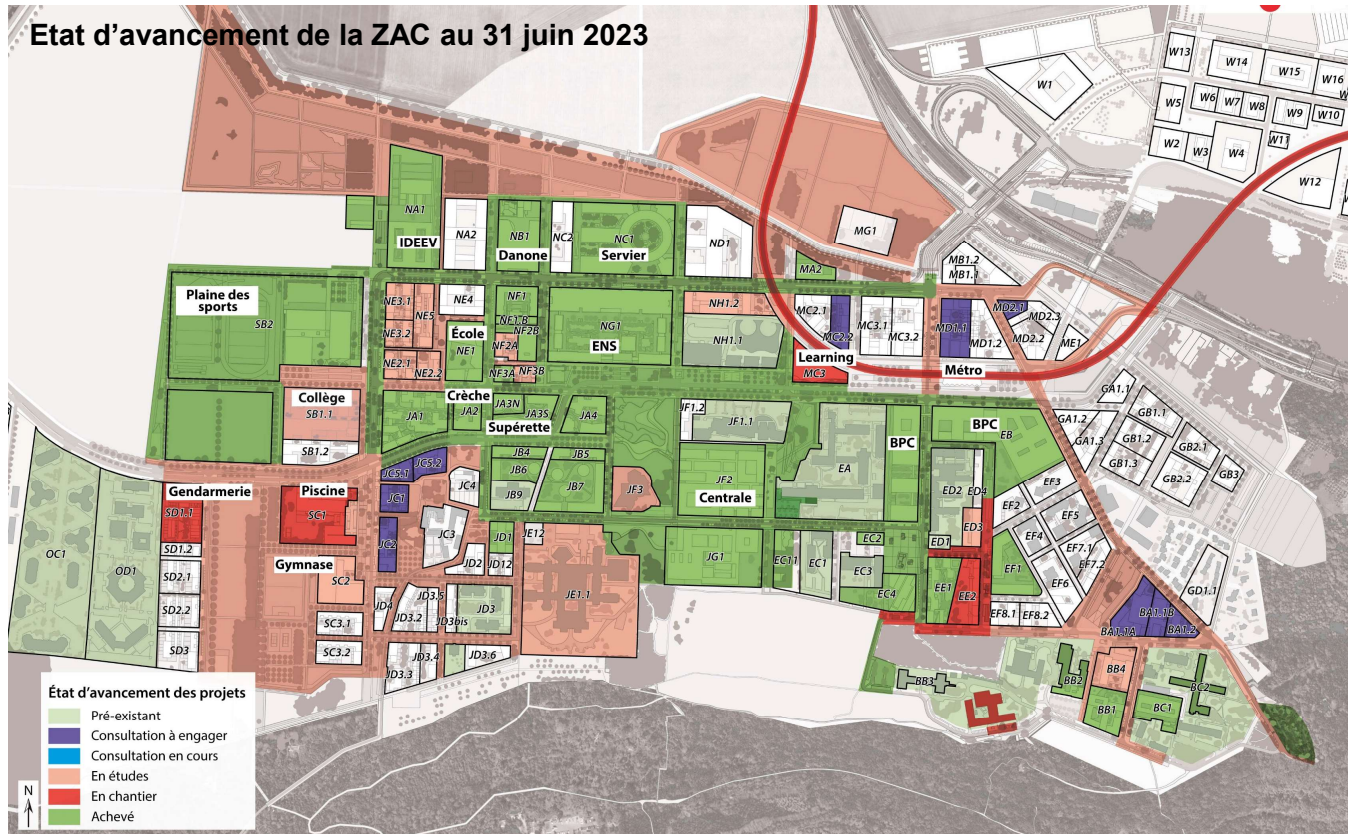 Etat d’avancement de la ZAC au 31 juin 2023
W13
W14
W15
W16
W1
W5
W6
W7
W8
W9
W10
W11
W2
W3
W4
W12
NA1
IDEEV
NA2
NB1
Danone
NC2
NC1
Servier
ND1
MG1
MA2
MB1.2
MB1.1
Plaine des
sports
SB2
NE3.1
NE5
NE3.2
NE2.1
NE2.2
NE4
École
NE1
NF1
NF1.B
NF2B
NF2A
NF3A
NF3B
NG1
ENS
NH1.2
NH1.1
MC2.1
MC2.2
MC3.1
MC3.2
MD1.1
MD1.2
MD2.1
MD2.3
MD2.2
ME1
Learning
MC3
Métro
Collège
SB1.1
SB1.2
Crèche
JA1
JA2
JA3N
JA3S
JA4
Supérette
JF1.2
JF1.1
EA
BPC
BPC
EB
GA1.1
GA1.2
GA1.3
GB1.1
GB1.2
GB1.3
GB2.1
GB2.2
GB3
JC5.1
JC5.2
JC1
JC2
JC4
JC3
JB4
JB5
JB6
JB7
JB9
JF3
JF2
Centrale
ED2
ED4
ED3
ED1
EF3
EF2
EF5
EF4
EF7.1
EF7.2
EF6
EF1
EF8.1
EF8.2
Gendarmerie
SD1.1
SD1.2
SD2.1
SD2.2
SD3
OC1
OD1
Piscine
SC1
Gymnase
SC2
SC3.1
SC3.2
JD1
JD12
JD2
JE12
JE1.1
JD4
JD3.5
JD3.2
JD3
JD3bis
JD3.4
JD3.3
JD3.6
JG1
EC11
EC1
EC2
EC3
EC4
EE1
EE2
GD1.1
BA1.1A
BA1.1B
BA1.2
BB3
BB2
BB4
BB1
BC1
BC2
État d’avancement des projets
Pré-existant
Consultation à engager
Consultation en cours
En études
En chantier
Achevé
N